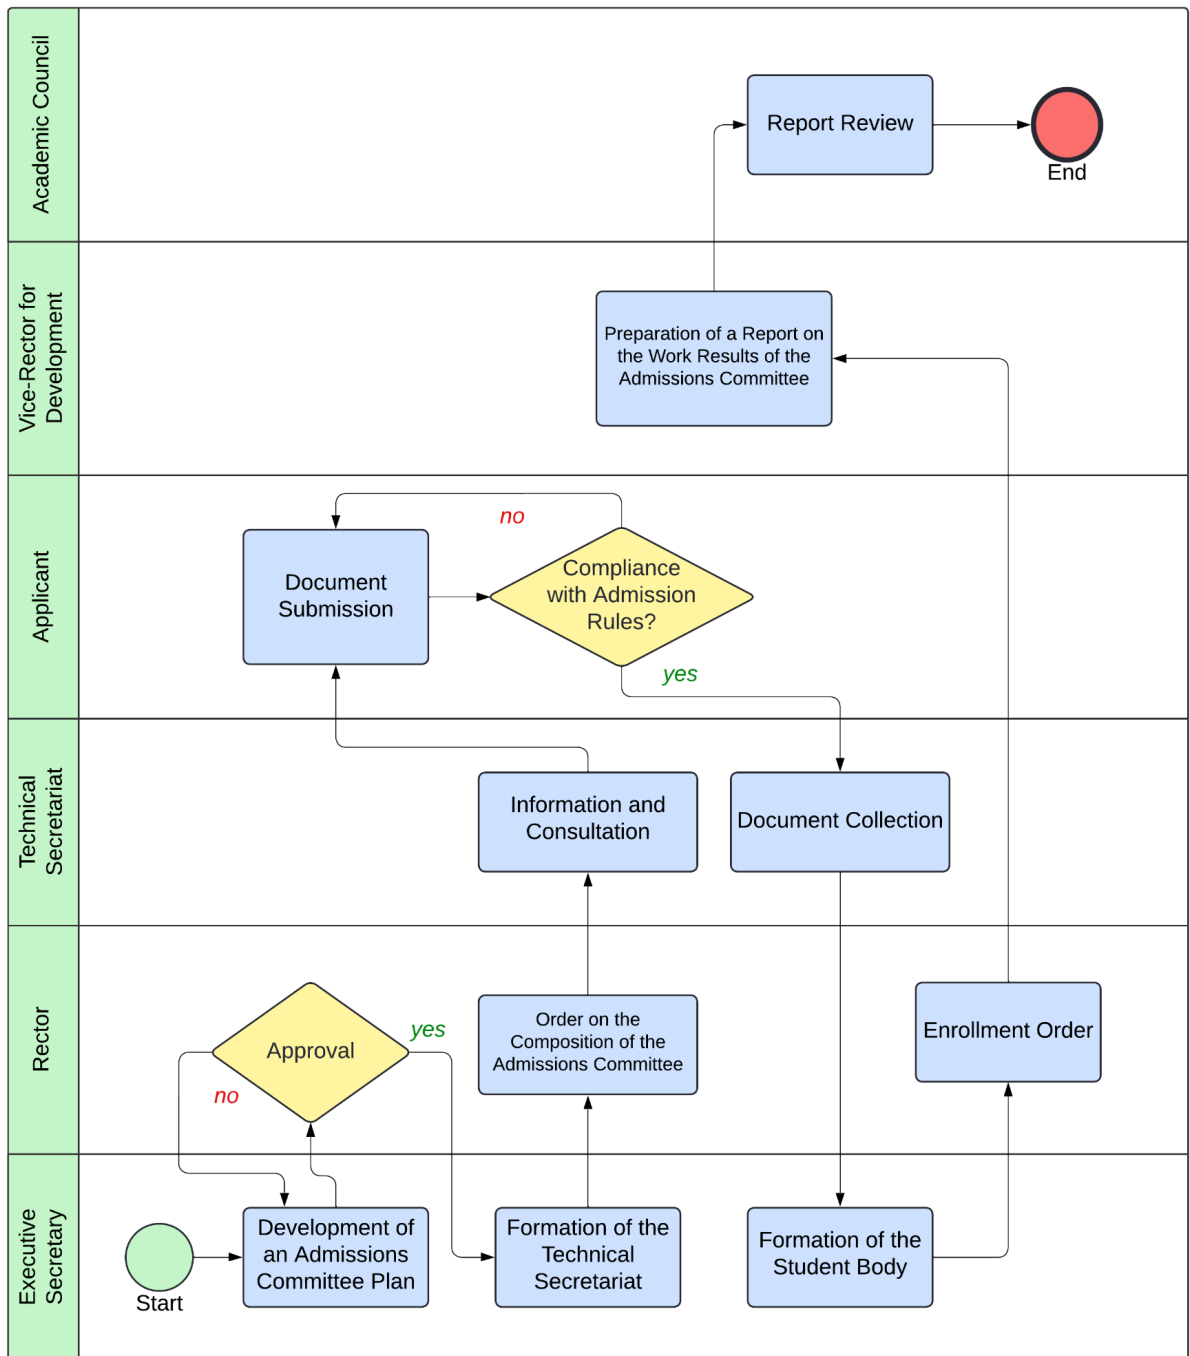 Academic Council
Report Review
End
Vice-Rector for
Development
Preparation of a Report on
the Work Results of the
Admissions Committee
Applicant
no
Document
Submission
Compliance
with Admission
Rules?
yes
Technical
Secretariat
Information and
Consultation
Document Collection
Rector
Approval
yes
no
Order on the
Composition of the
Admissions Committee
Enrollment Order
Executive
Secretary
Start
Development of
an Admissions
Committee Plan
Formation of the
Technical
Secretariat
Formation of the
Student Body